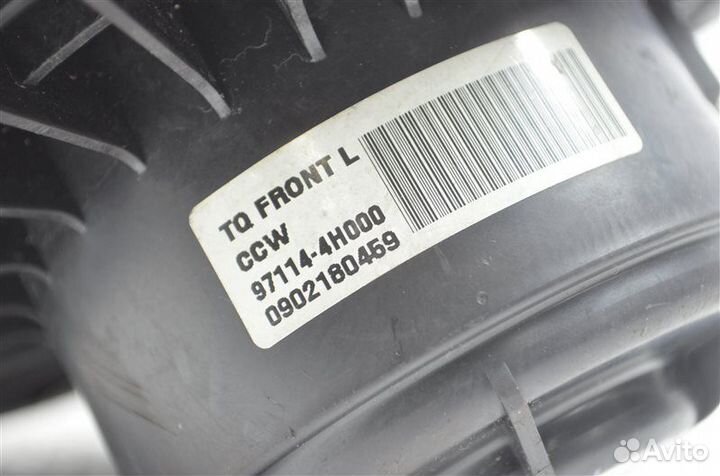 TQ FRONT L
CCW
97114-4H000
0902180459
Avito